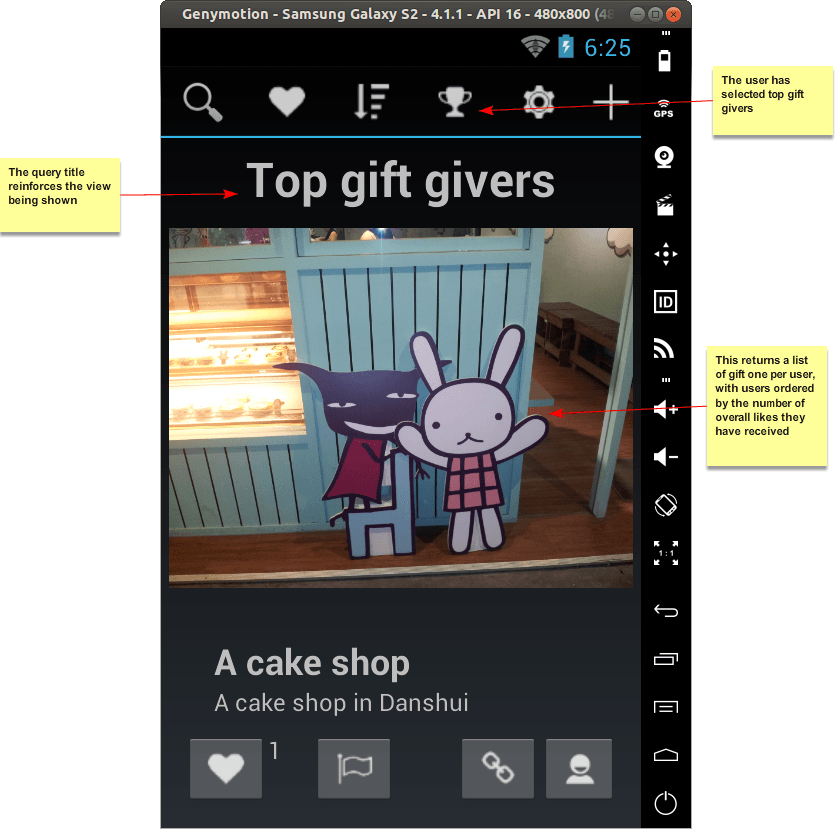 Genymotion - Samsung Galaxy S2 - 4.1.1 - API 16 - 480x800 (48
6:25
The user has
selected top gift
givers
GPS
The query title
reinforces the view
being shown
Top gift givers
ID
This returns a list
of gift one per user,
with users ordered
by the number of
overall likes they
have received
1:1
A cake shop
A cake shop in Danshui
1